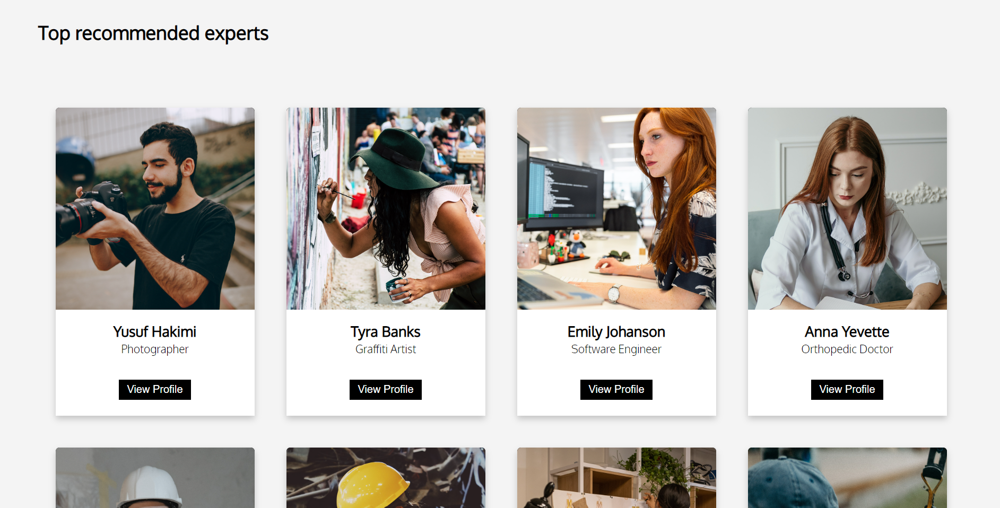 Top recommended experts
Yusuf Hakimi
Photographer
View Profile
Tyra Banks
Graffiti Artist
View Profile
Emily Johanson
Software Engineer
View Profile
Anna Yevette
Orthopedic Doctor
View Profile
Canon